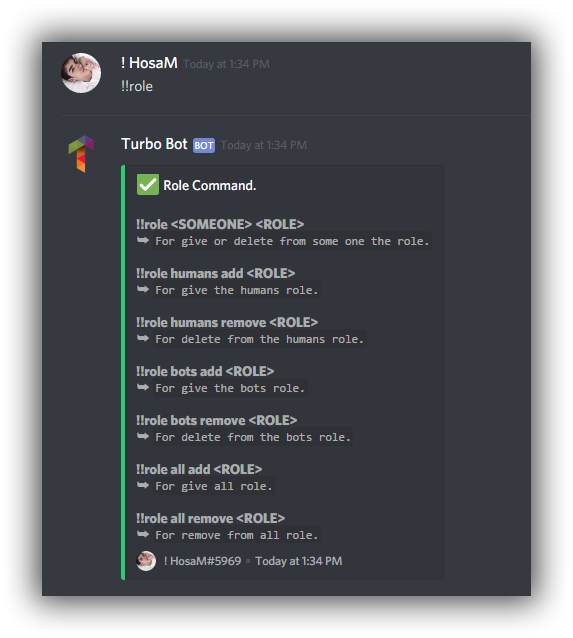 ! HosaM Today at 1:34 PM
!!role
Turbo Bot BOT Today at 1:34 PM
✅ Role Command.
!!role <SOMEONE> <ROLE>
➥ For give or delete from some one the role.
!!role humans add <ROLE>
➥ For give the humans role.
!!role humans remove <ROLE>
➥ For delete from the humans role.
!!role bots add <ROLE>
➥ For give the bots role.
!!role bots remove <ROLE>
➥ For delete from the bots role.
!!role all add <ROLE>
➥ For give all role.
!!role all remove <ROLE>
➥ For remove from all role.
! HosaM#5969 • Today at 1:34 PM